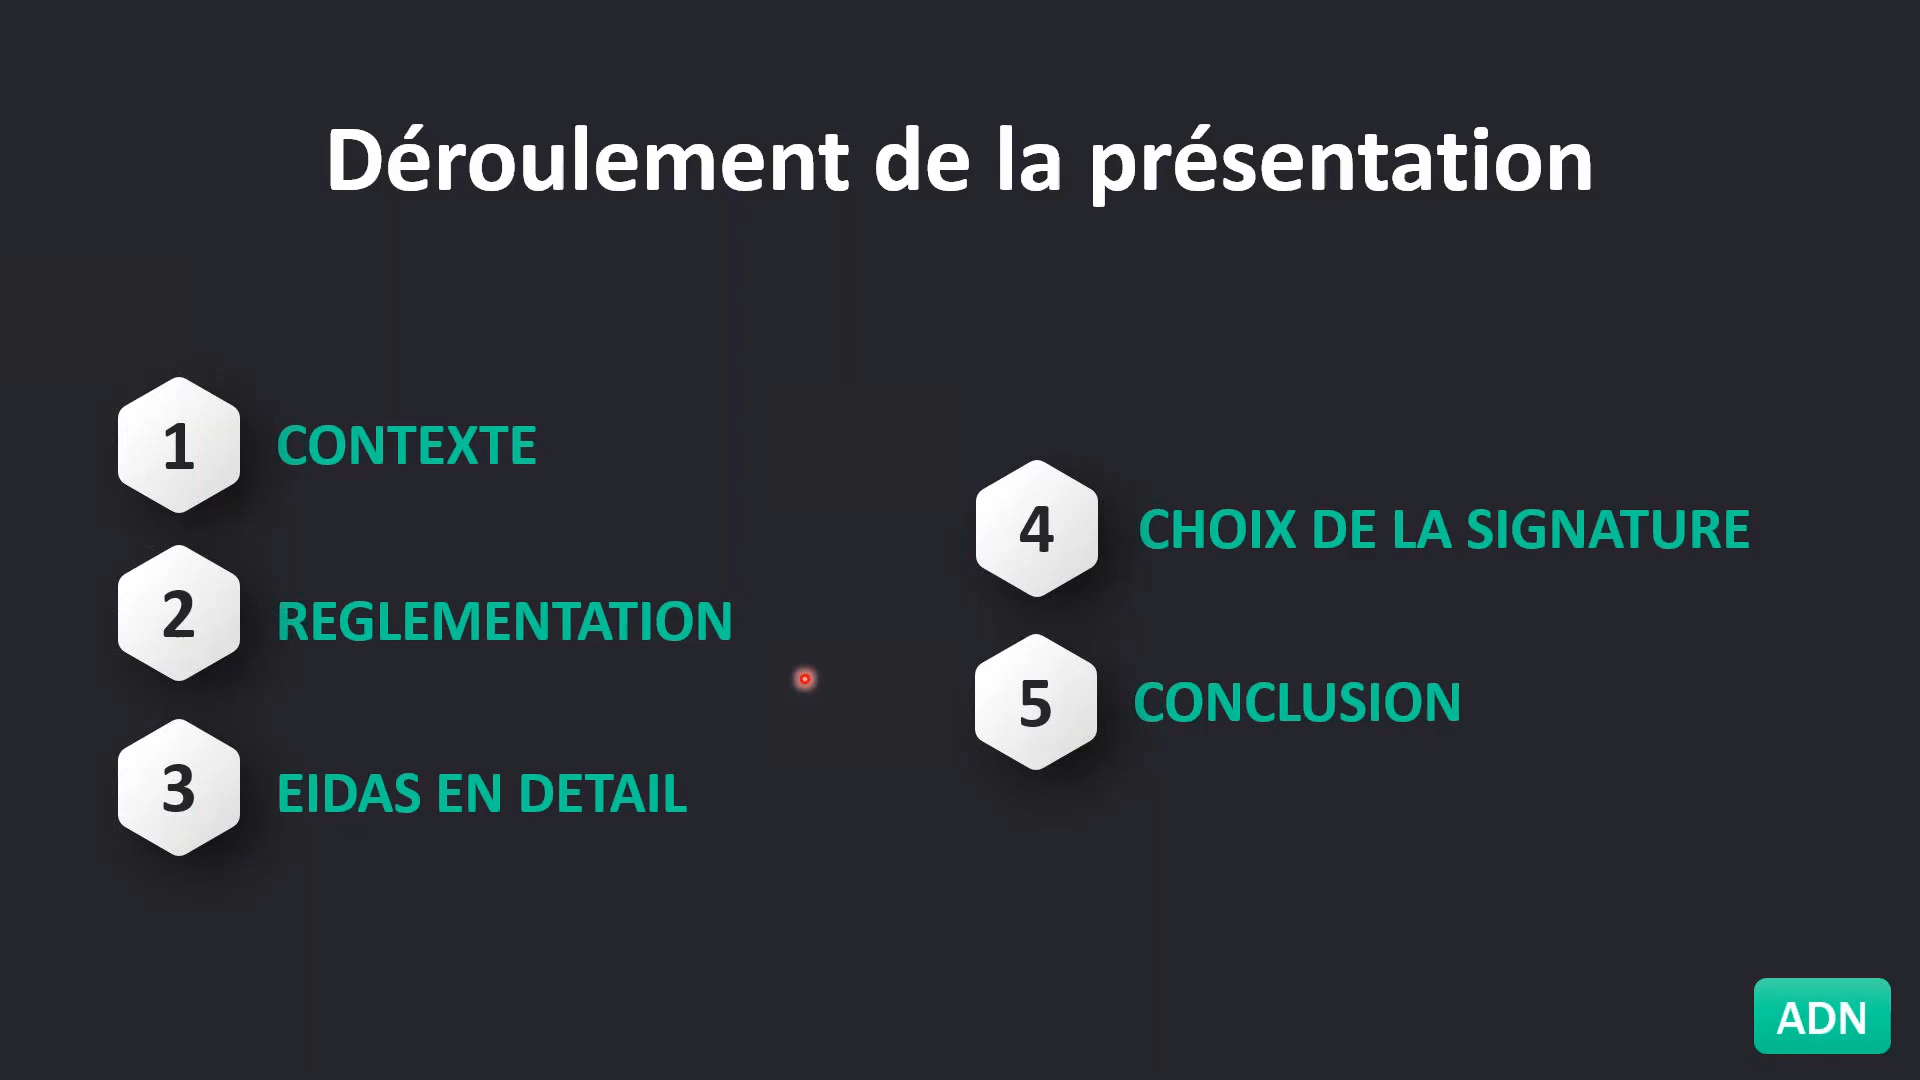 Déroulement de la présentation
1 CONTEXTE
2 REGLEMENTATION
3 EIDAS EN DETAIL
4 CHOIX DE LA SIGNATURE
5 CONCLUSION
ADN